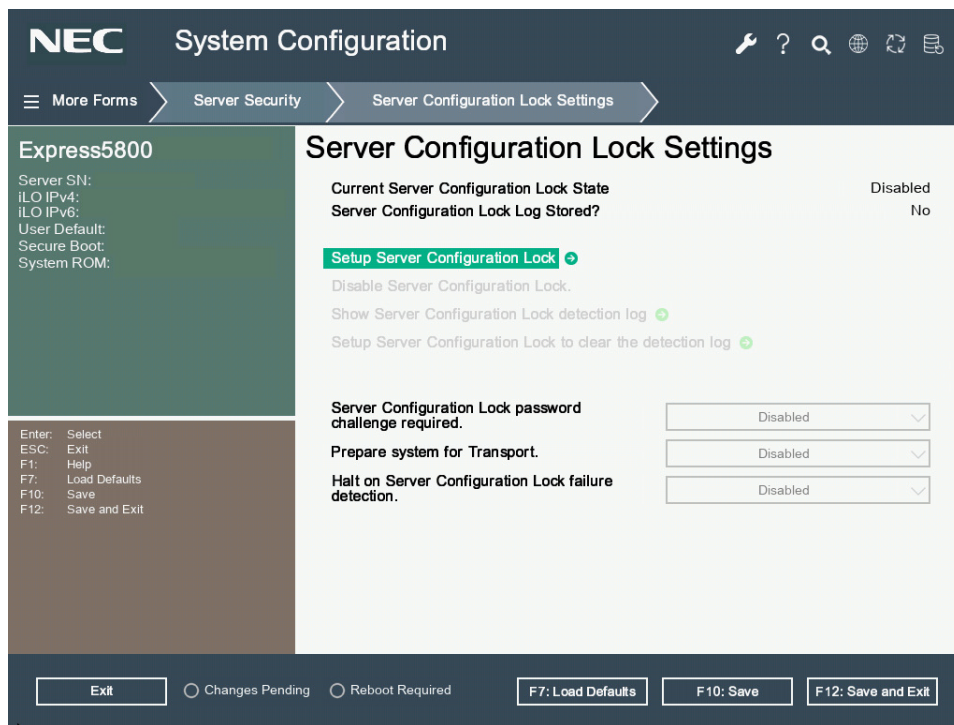 NEC System Configuration
?
More Forms
Server Security
Server Configuration Lock Settings
Express5800
Server SN:
iLO IPv4:
iLO IPv6:
User Default:
Secure Boot:
System ROM:
Enter: Select
ESC: Exit
F1: Help
F7: Load Defaults
F10: Save
F12: Save and Exit
Server Configuration Lock Settings
Current Server Configuration Lock State Disabled
Server Configuration Lock Log Stored? No
Setup Server Configuration Lock
Disable Server Configuration Lock.
Show Server Configuration Lock detection log
Setup Server Configuration Lock to clear the detection log
Server Configuration Lock password
challenge required.
Disabled
Prepare system for Transport.
Disabled
Halt on Server Configuration Lock failure
detection.
Disabled
Exit
Changes Pending
Reboot Required
F7: Load Defaults
F10: Save
F12: Save and Exit